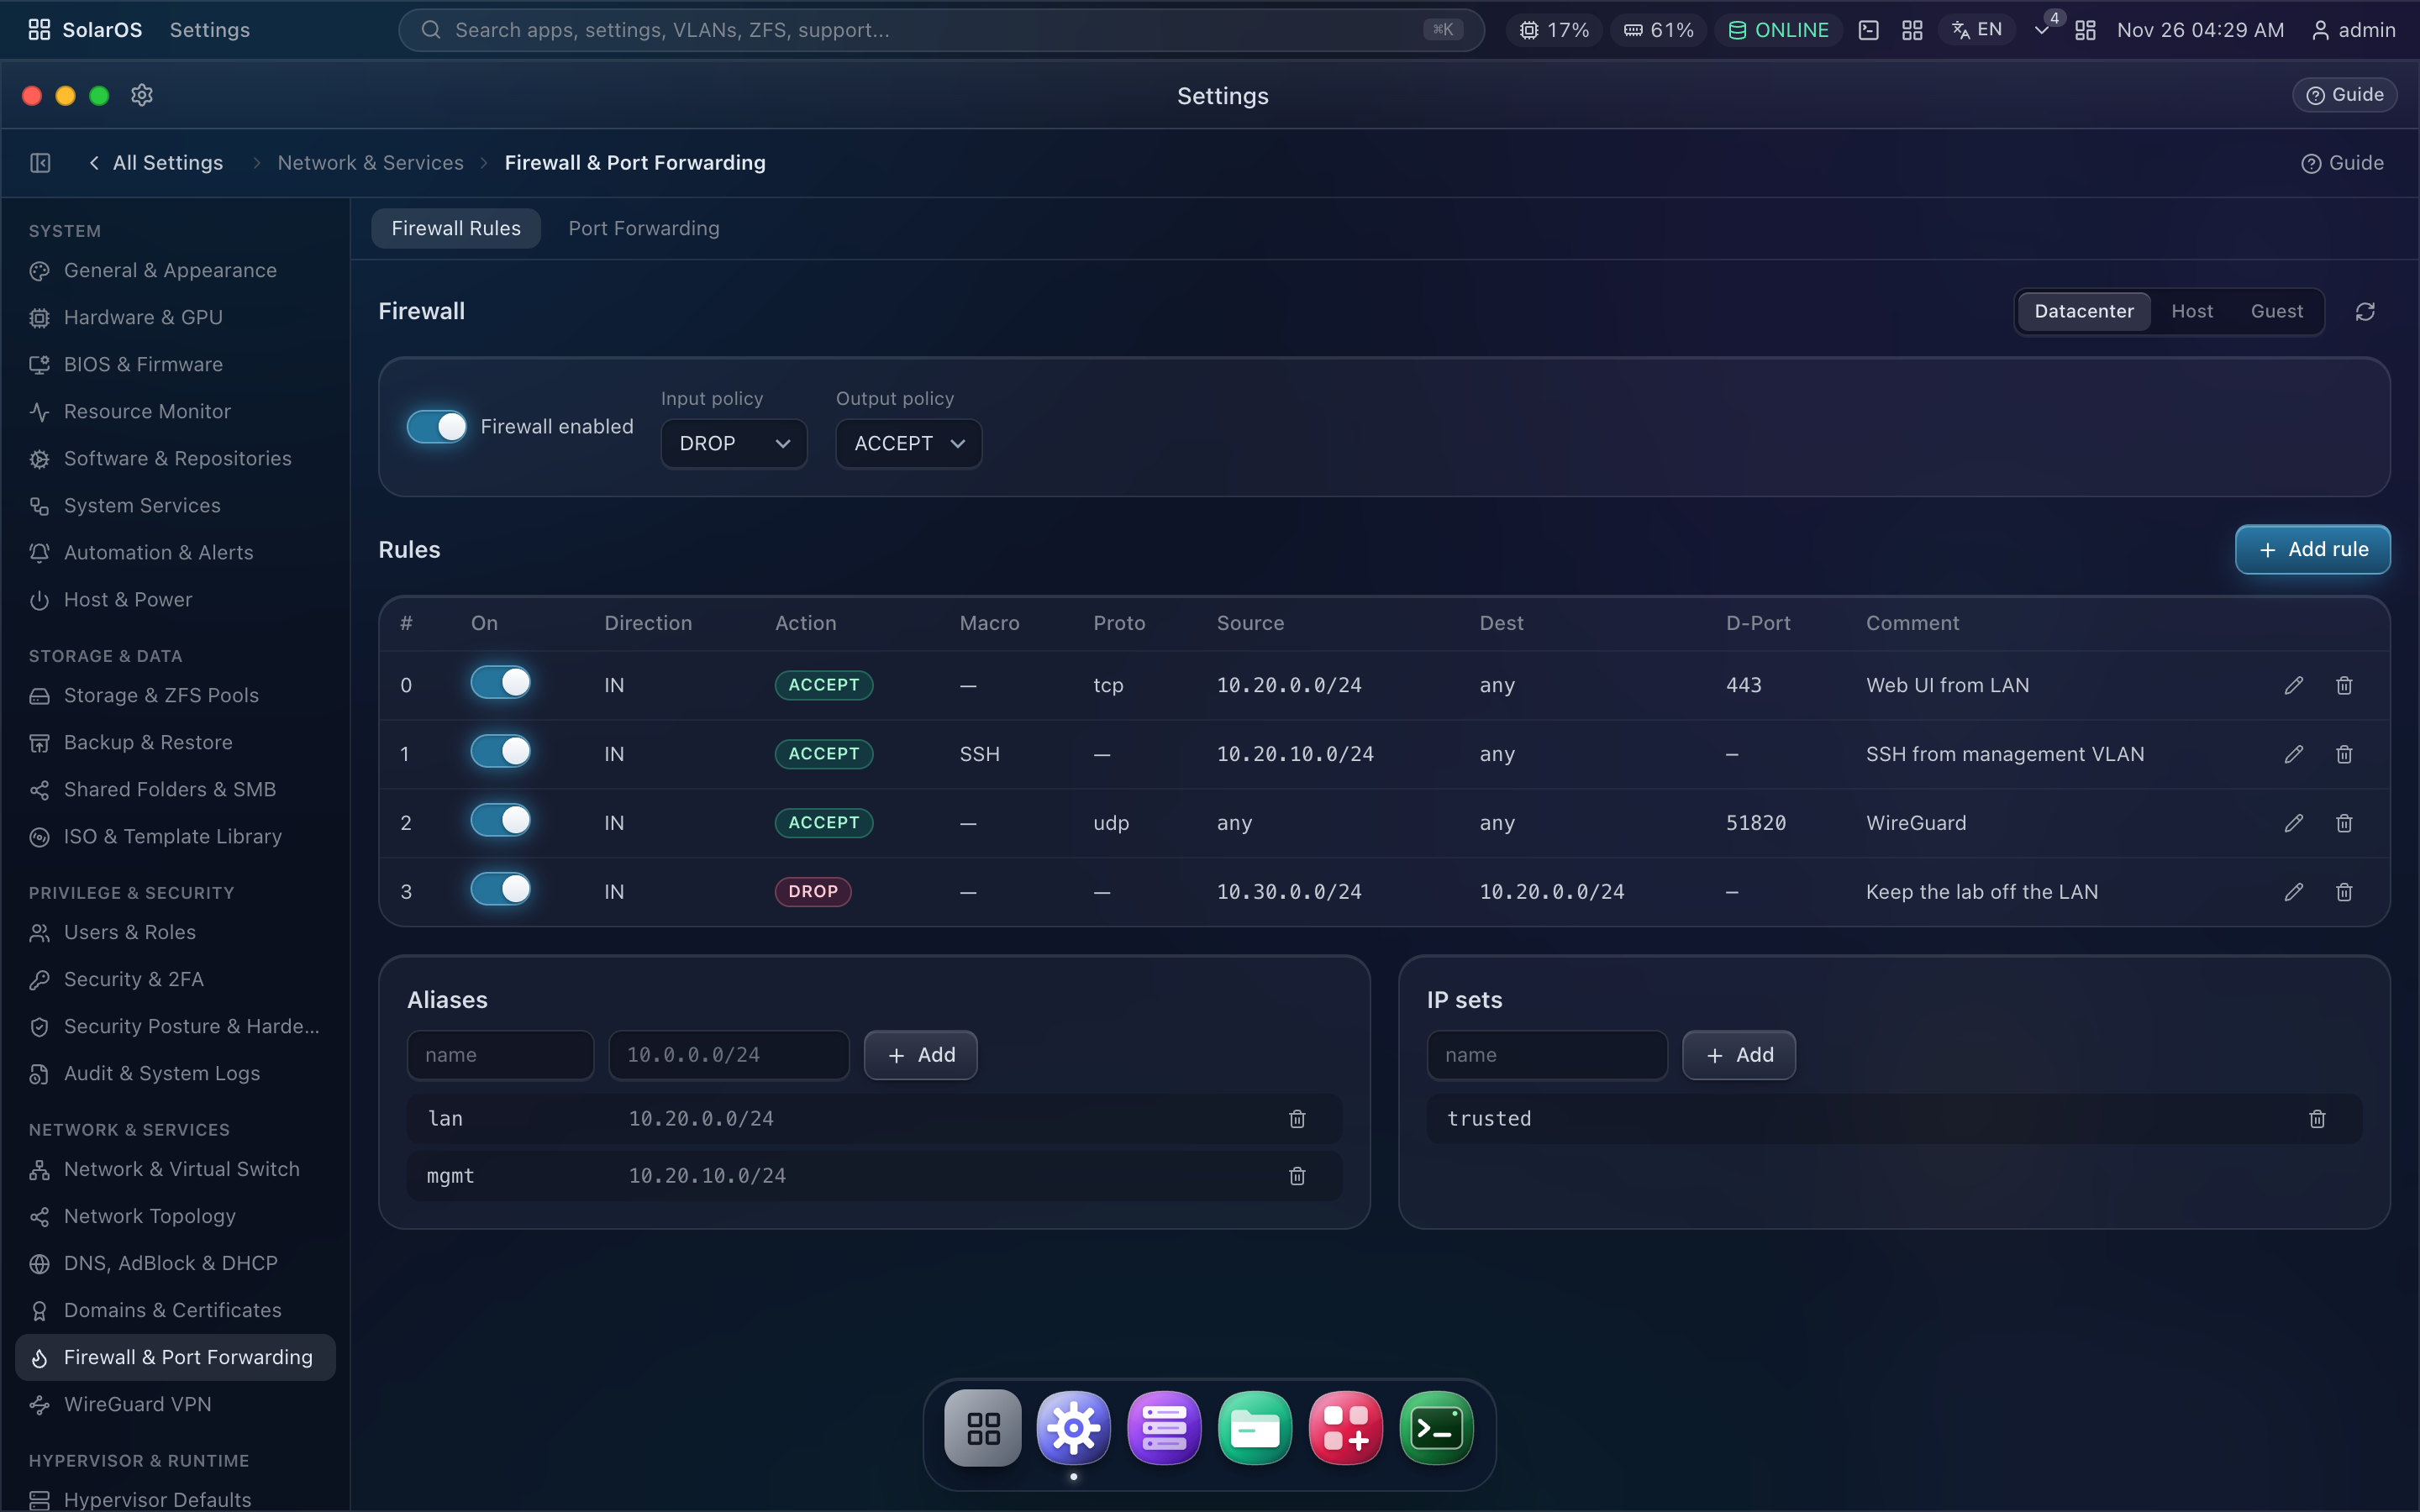 SolarOS Settings Search apps, settings, VLANs, ZFS, support... ⌘K 17% 61% ONLINE EN 4 Nov 26 04:29 AM admin
Settings Guide
All Settings Network & Services Firewall & Port Forwarding Guide
SYSTEM
General & Appearance
Hardware & GPU
BIOS & Firmware
Resource Monitor
Software & Repositories
System Services
Automation & Alerts
Host & Power
STORAGE & DATA
Storage & ZFS Pools
Backup & Restore
Shared Folders & SMB
ISO & Template Library
PRIVILEGE & SECURITY
Users & Roles
Security & 2FA
Security Posture & Harde...
Audit & System Logs
NETWORK & SERVICES
Network & Virtual Switch
Network Topology
DNS, AdBlock & DHCP
Domains & Certificates
Firewall & Port Forwarding
WireGuard VPN
HYPERVISOR & RUNTIME
Hypervisor Defaults
Firewall Rules Port Forwarding
Firewall Datacenter Host Guest
Firewall enabled
Input policy Output policy
DROP ACCEPT
Rules + Add rule
# On Direction Action Macro Proto Source Dest D-Port Comment
0 IN ACCEPT — tcp 10.20.0.0/24 any 443 Web UI from LAN
1 IN ACCEPT SSH — 10.20.10.0/24 any — SSH from management VLAN
2 IN ACCEPT — udp any any 51820 WireGuard
3 IN DROP — — 10.30.0.0/24 10.20.0.0/24 — Keep the lab off the LAN
Aliases
name 10.0.0.0/24 + Add
lan 10.20.0.0/24
mgmt 10.20.10.0/24
IP sets
name + Add
trusted